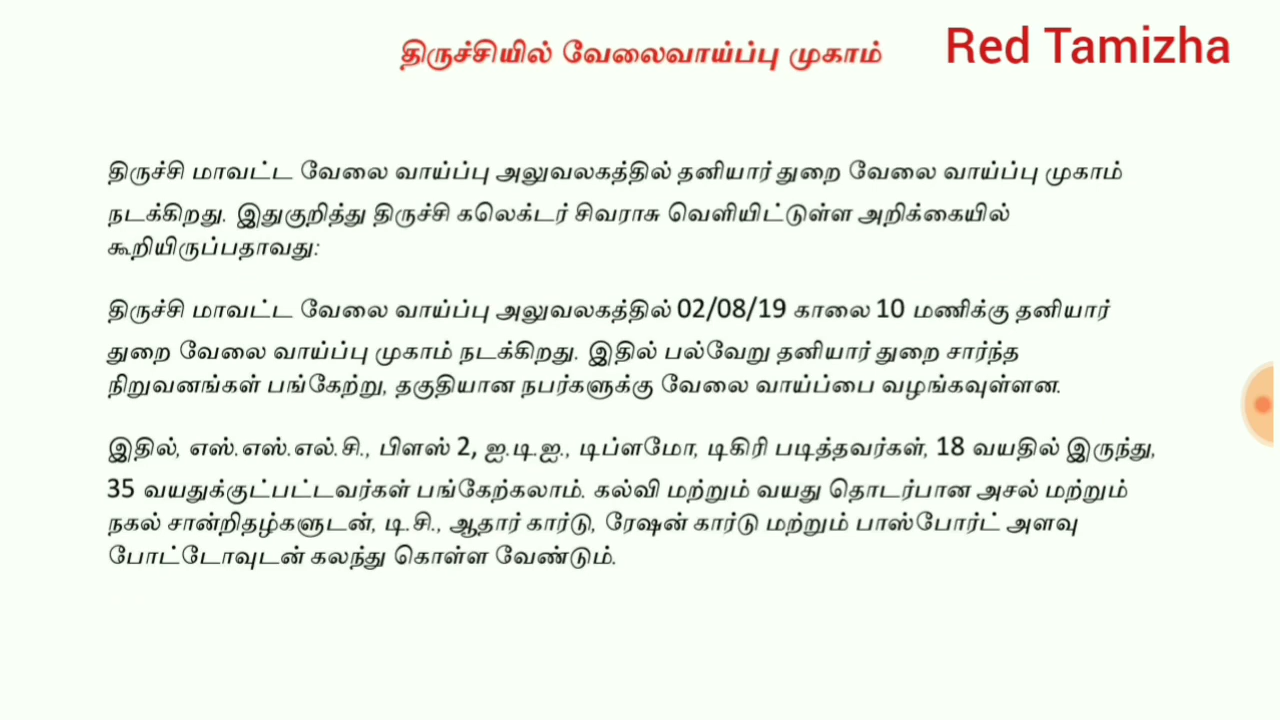 திருச்சியில் வேலைவாய்ப்பு முகாம் Red Tamizha
திருச்சி மாவட்ட வேலை வாய்ப்பு அலுவலகத்தில் தனியார் துறை வேலை வாய்ப்பு முகாம்
நடக்கிறது. இதுகுறித்து திருச்சி கலெக்டர் சிவராசு வெளியிட்டுள்ள அறிக்கையில்
கூறியிருப்பதாவது:
திருச்சி மாவட்ட வேலை வாய்ப்பு அலுவலகத்தில் 02/08/19 காலை 10 மணிக்கு தனியார்
துறை வேலை வாய்ப்பு முகாம் நடக்கிறது. இதில் பல்வேறு தனியார் துறை சார்ந்த
நிறுவனங்கள் பங்கேற்று, தகுதியான நபர்களுக்கு வேலை வாய்ப்பை வழங்கவுள்ளன.
இதில், எஸ்.எஸ்.எல்.சி., பிளஸ் 2, ஐ.டி.ஐ., டிப்ளமோ, டிகிரி படித்தவர்கள், 18 வயதில் இருந்து,
35 வயதுக்குட்பட்டவர்கள் பங்கேற்கலாம். கல்வி மற்றும் வயது தொடர்பான அசல் மற்றும்
நகல் சான்றிதழ்களுடன், டி.சி., ஆதார் கார்டு, ரேஷன் கார்டு மற்றும் பாஸ்போர்ட் அளவு
போட்டோவுடன் கலந்து கொள்ள வேண்டும்.